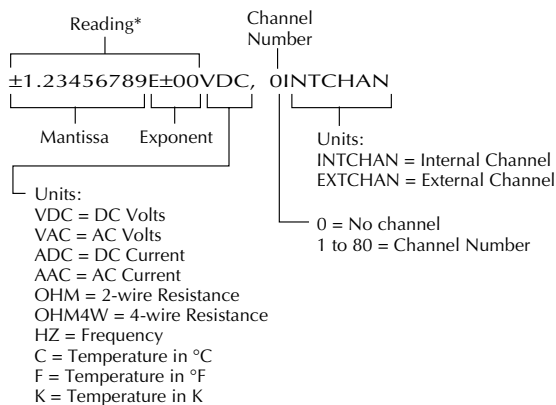 Reading*
Channel
Number
±1.23456789E±00VDC, 0INTCHAN
Mantissa
Exponent
Units:
INTCHAN = Internal Channel
EXTCHAN = External Channel
0 = No channel
1 to 80 = Channel Number
Units:
VDC = DC Volts
VAC = AC Volts
ADC = DC Current
AAC = AC Current
OHM = 2-wire Resistance
OHM4W = 4-wire Resistance
HZ = Frequency
C = Temperature in °C
F = Temperature in °F
K = Temperature in K